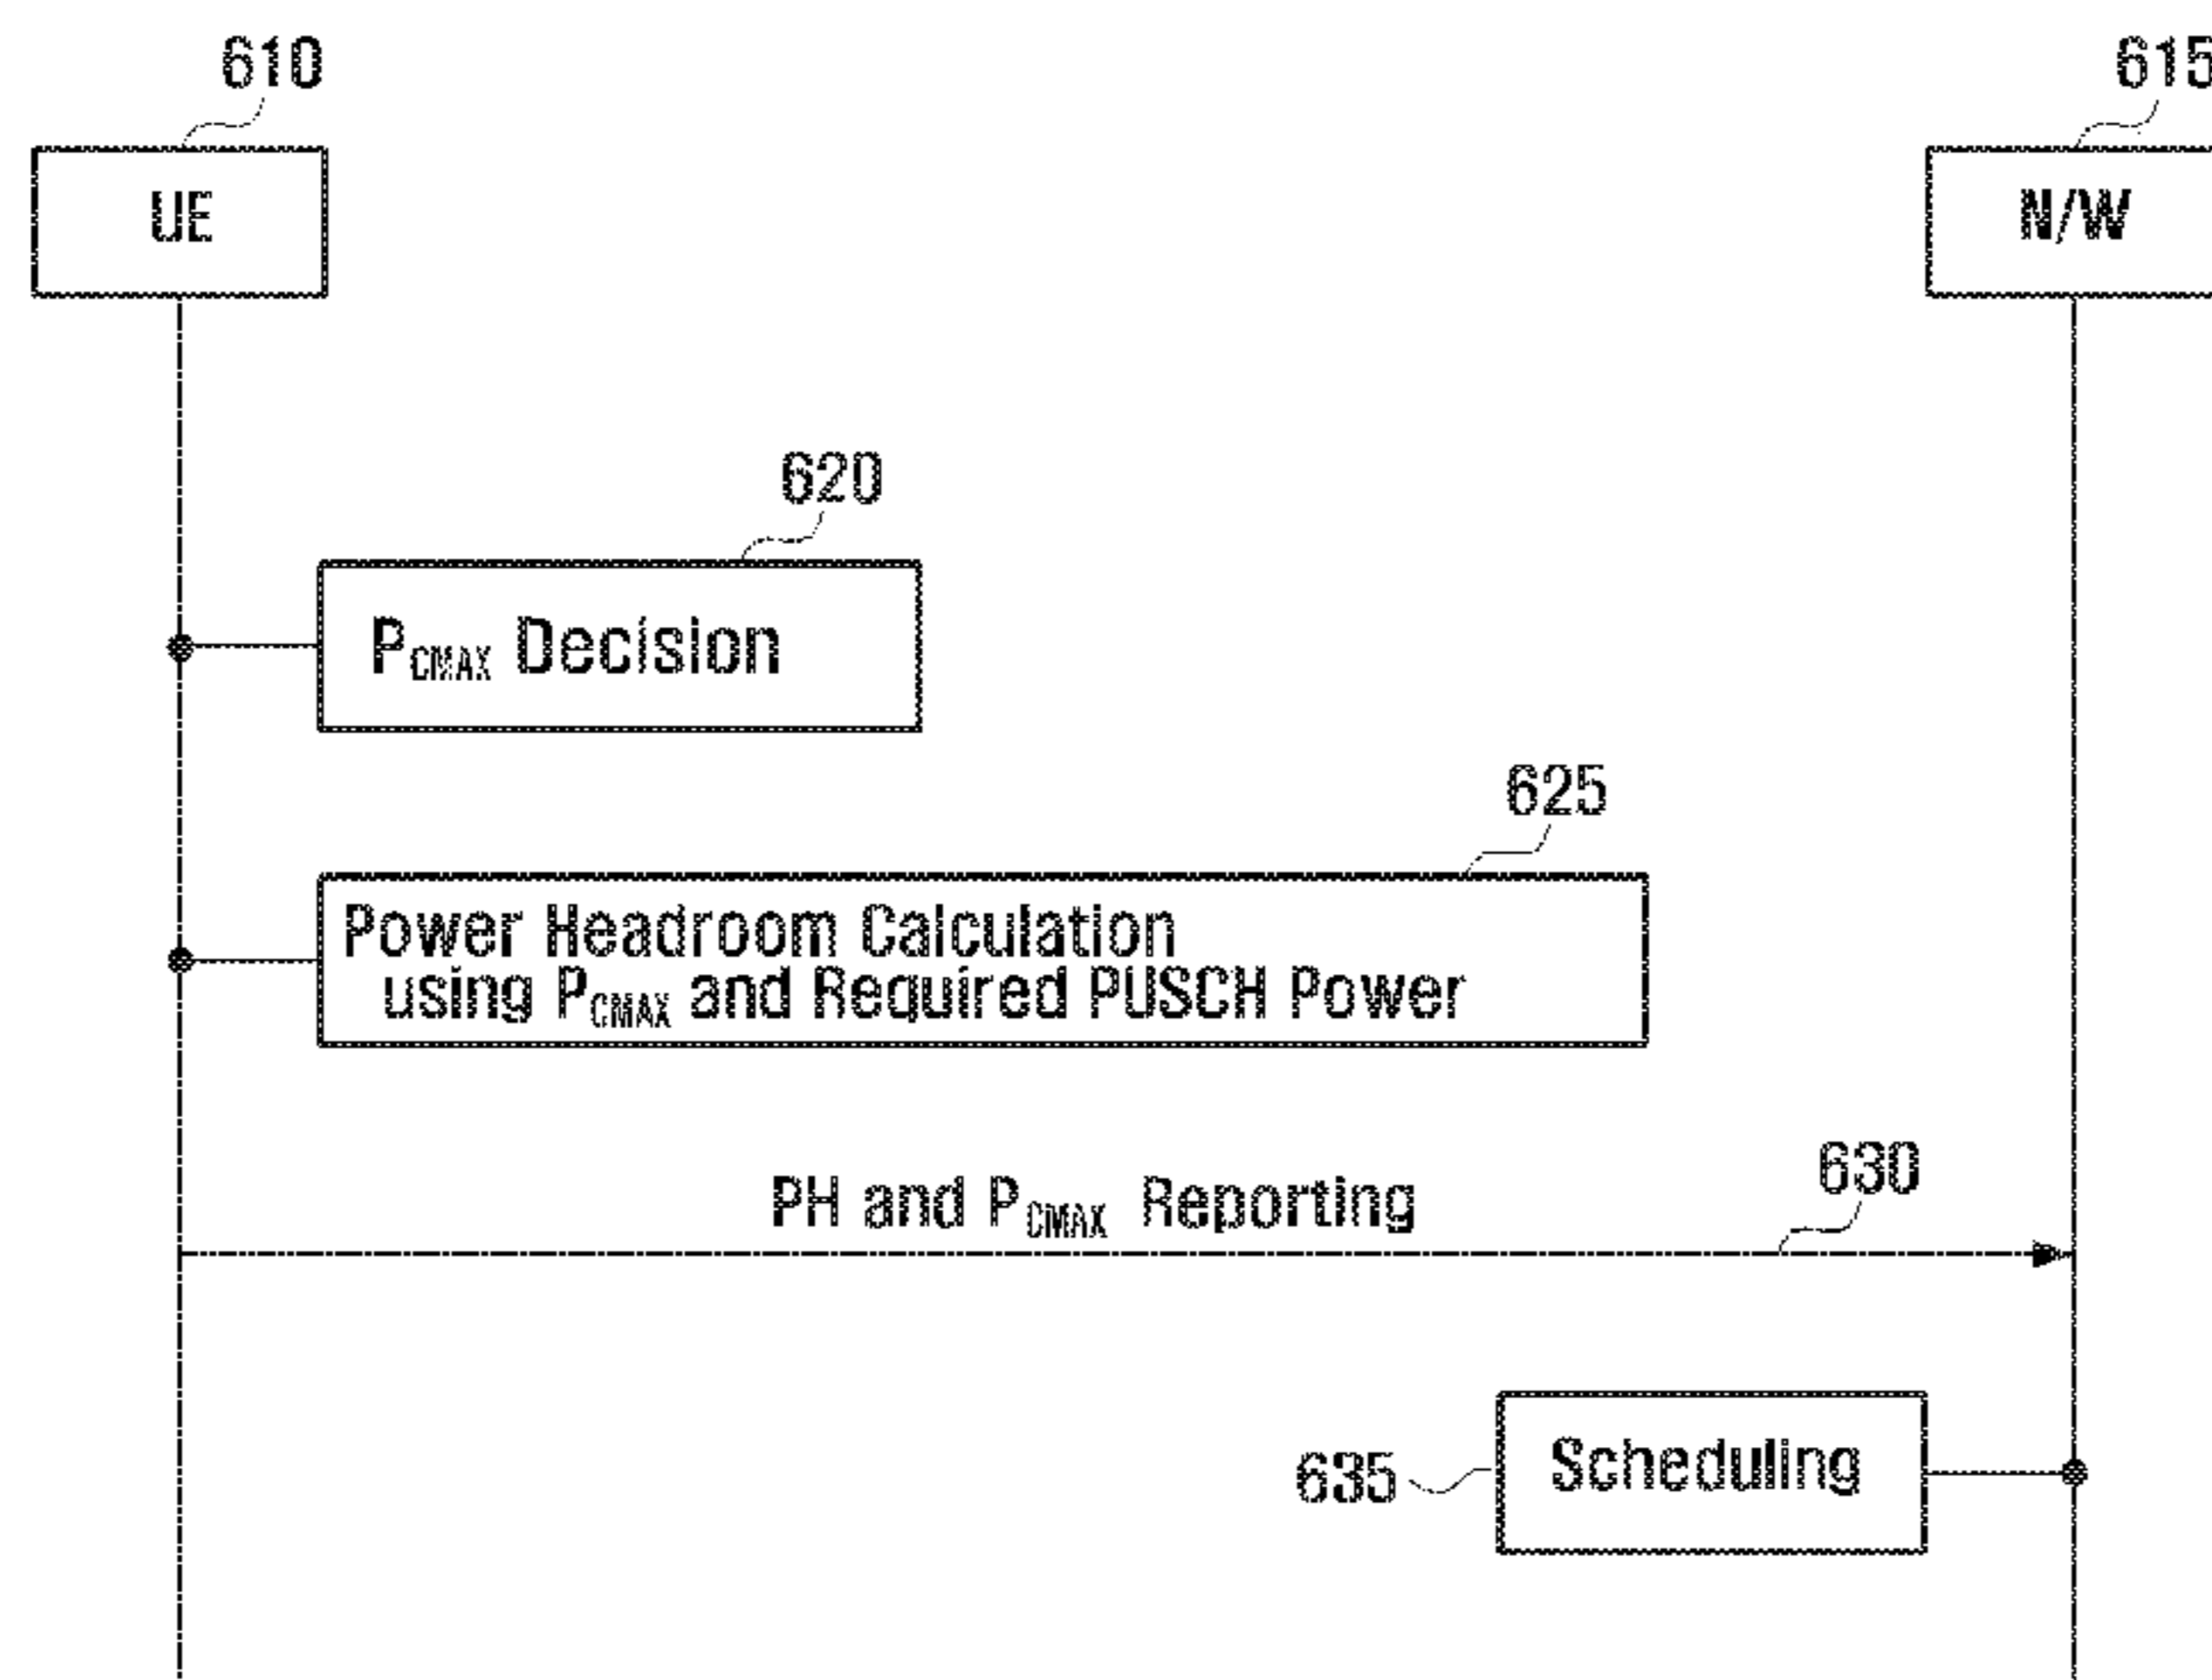 610
615
UE
N/W
620
PCMAX Decision
625
Power Headroom Calculation
using PCMAX and Required PUSCH Power
630
PH and PCMAX Reporting
635
Scheduling